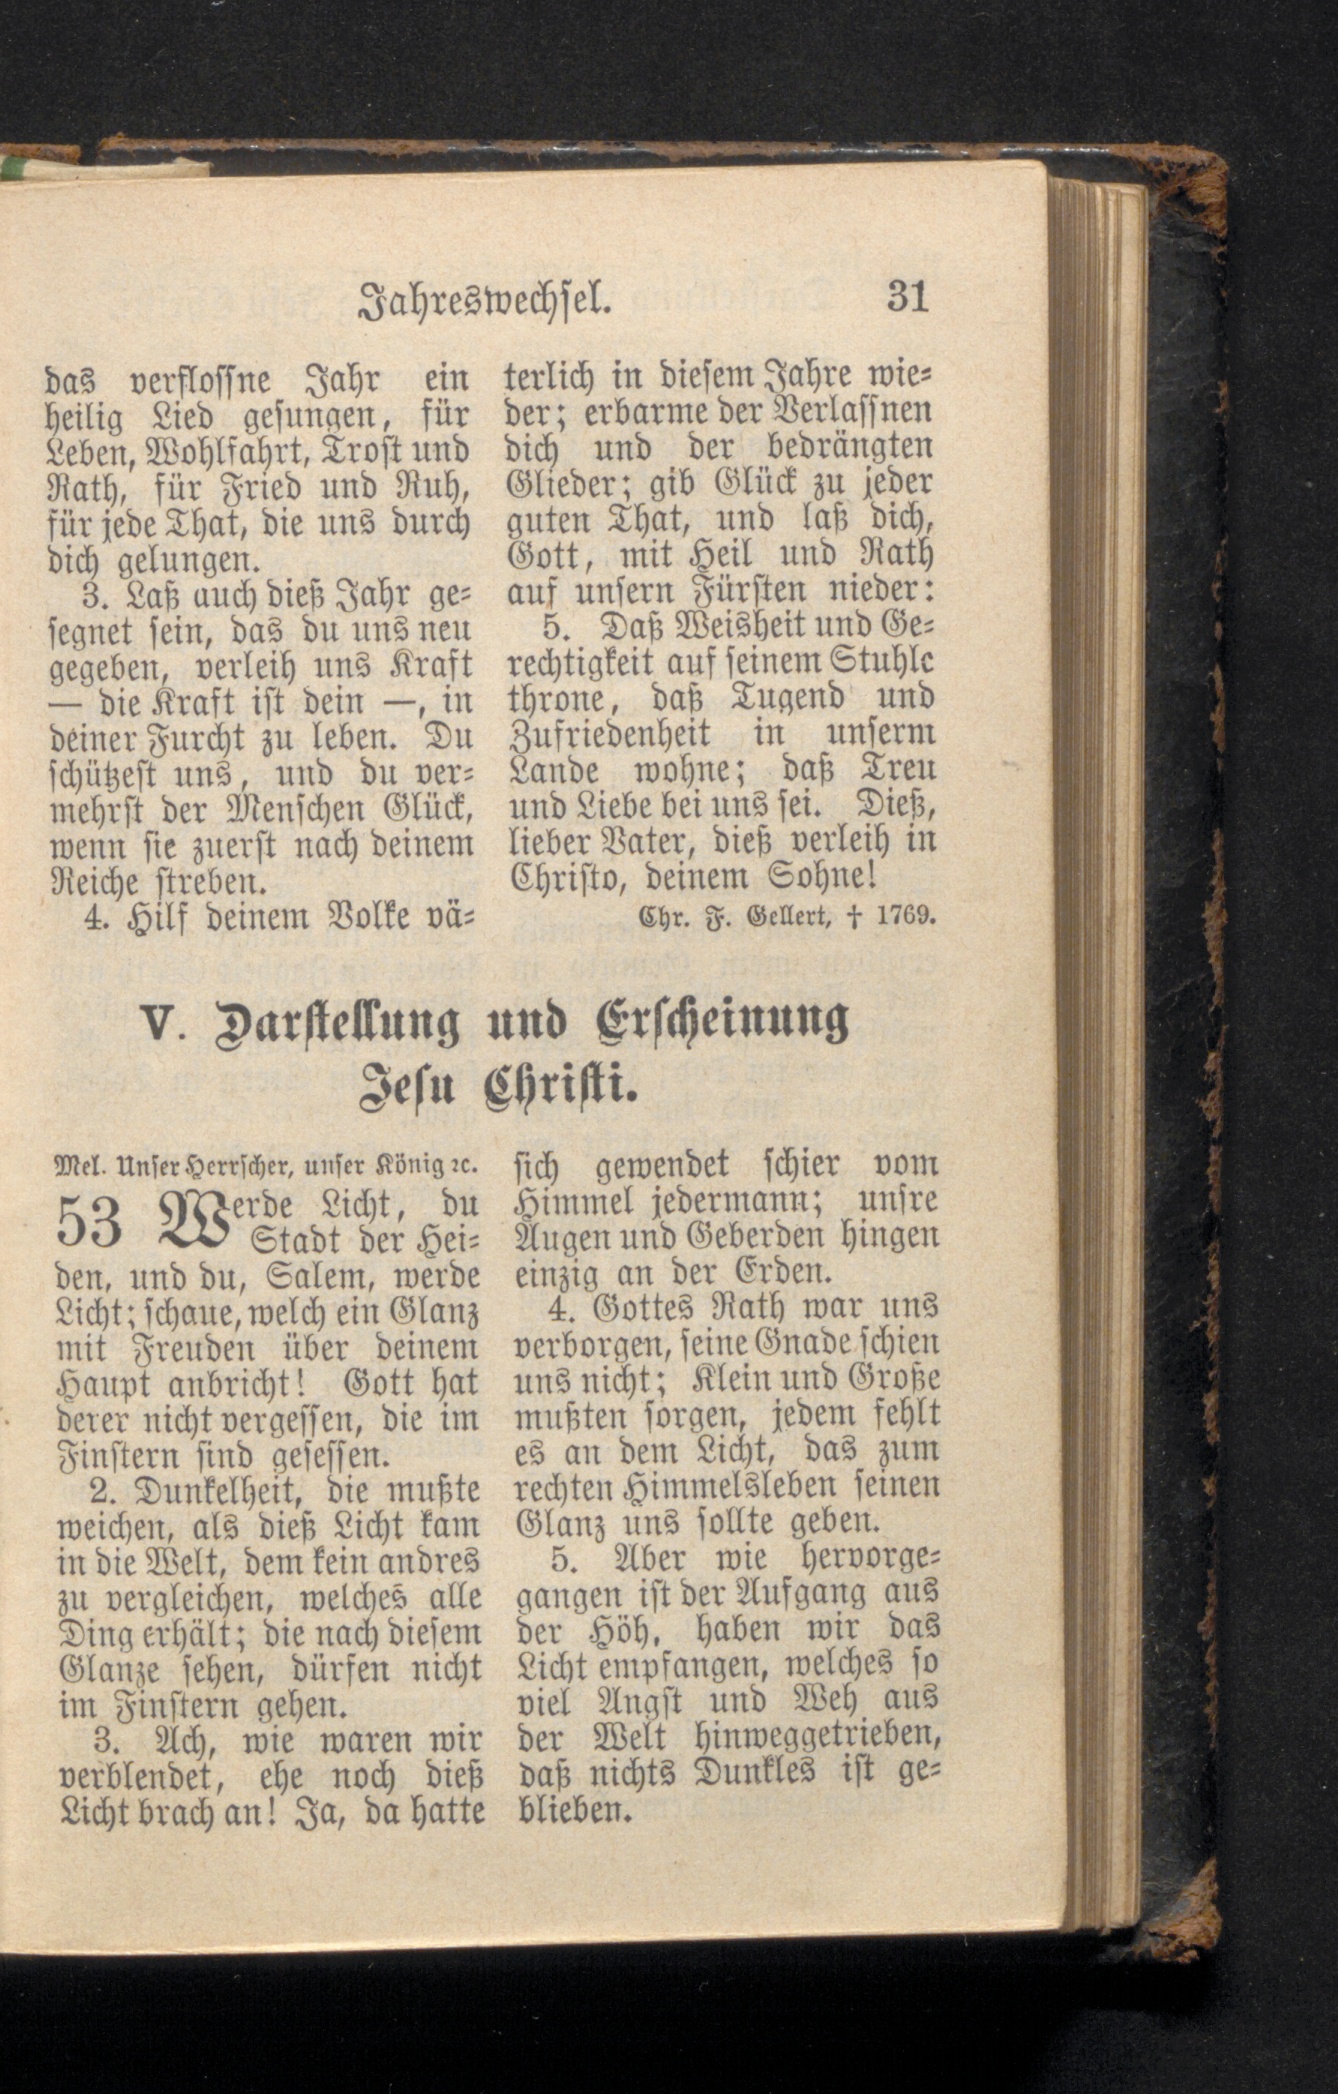 Jahreswechsel. 31
das verflossne Jahr ein
heilig Lied gesungen, für
Leben, Wohlfahrt, Trost und
Rath, für Fried und Ruh,
für jede That, die uns durch
dich gelungen.
3. Laß auch dieß Jahr ge-
segnet sein, das du uns neu
gegeben, verleih uns Kraft
— die Kraft ist dein —, in
deiner Furcht zu leben. Du
schützest uns, und du ver-
mehrst der Menschen Glück,
wenn sie zuerst nach deinem
Reiche streben.
4. Hilf deinem Volke vä-
terlich in diesem Jahre wie-
der; erbarme der Verlassnen
dich und der bedrängten
Glieder; gib Glück zu jeder
guten That, und laß dich,
Gott, mit Heil und Rath
auf unsern Fürsten nieder:
5. Daß Weisheit und Ge-
rechtigkeit auf seinem Stuhle
throne, daß Tugend und
Zufriedenheit in unserm
Lande wohne; daß Treu
und Liebe bei uns sei. Dieß,
lieber Vater, dieß verleih in
Christo, deinem Sohne!
Chr. F. Gellert, † 1769.
V. Darstellung und Erscheinung
Jesu Christi.
Mel. Unser Herrscher, unser König ꝛc.
53 Werde Licht, du
Stadt der Hei-
den, und du, Salem, werde
Licht; schaue, welch ein Glanz
mit Freuden über deinem
Haupt anbricht! Gott hat
derer nicht vergessen, die im
Finstern sind gesessen.
2. Dunkelheit, die mußte
weichen, als dieß Licht kam
in die Welt, dem kein andres
zu vergleichen, welches alle
Ding erhält; die nach diesem
Glanze sehen, dürfen nicht
im Finstern gehen.
3. Ach, wie waren wir
verblendet, ehe noch dieß
Licht brach an! Ja, da hatte
sich gewendet schier vom
Himmel jedermann; unsre
Augen und Geberden hingen
einzig an der Erden.
4. Gottes Rath war uns
verborgen, seine Gnade schien
uns nicht; Klein und Große
mußten sorgen, jedem fehlt
es an dem Licht, das zum
rechten Himmelsleben seinen
Glanz uns sollte geben.
5. Aber wie hervorge-
gangen ist der Aufgang aus
der Höh, haben wir das
Licht empfangen, welches so
viel Angst und Weh aus
der Welt hinweggetrieben,
daß nichts Dunkles ist ge-
blieben.